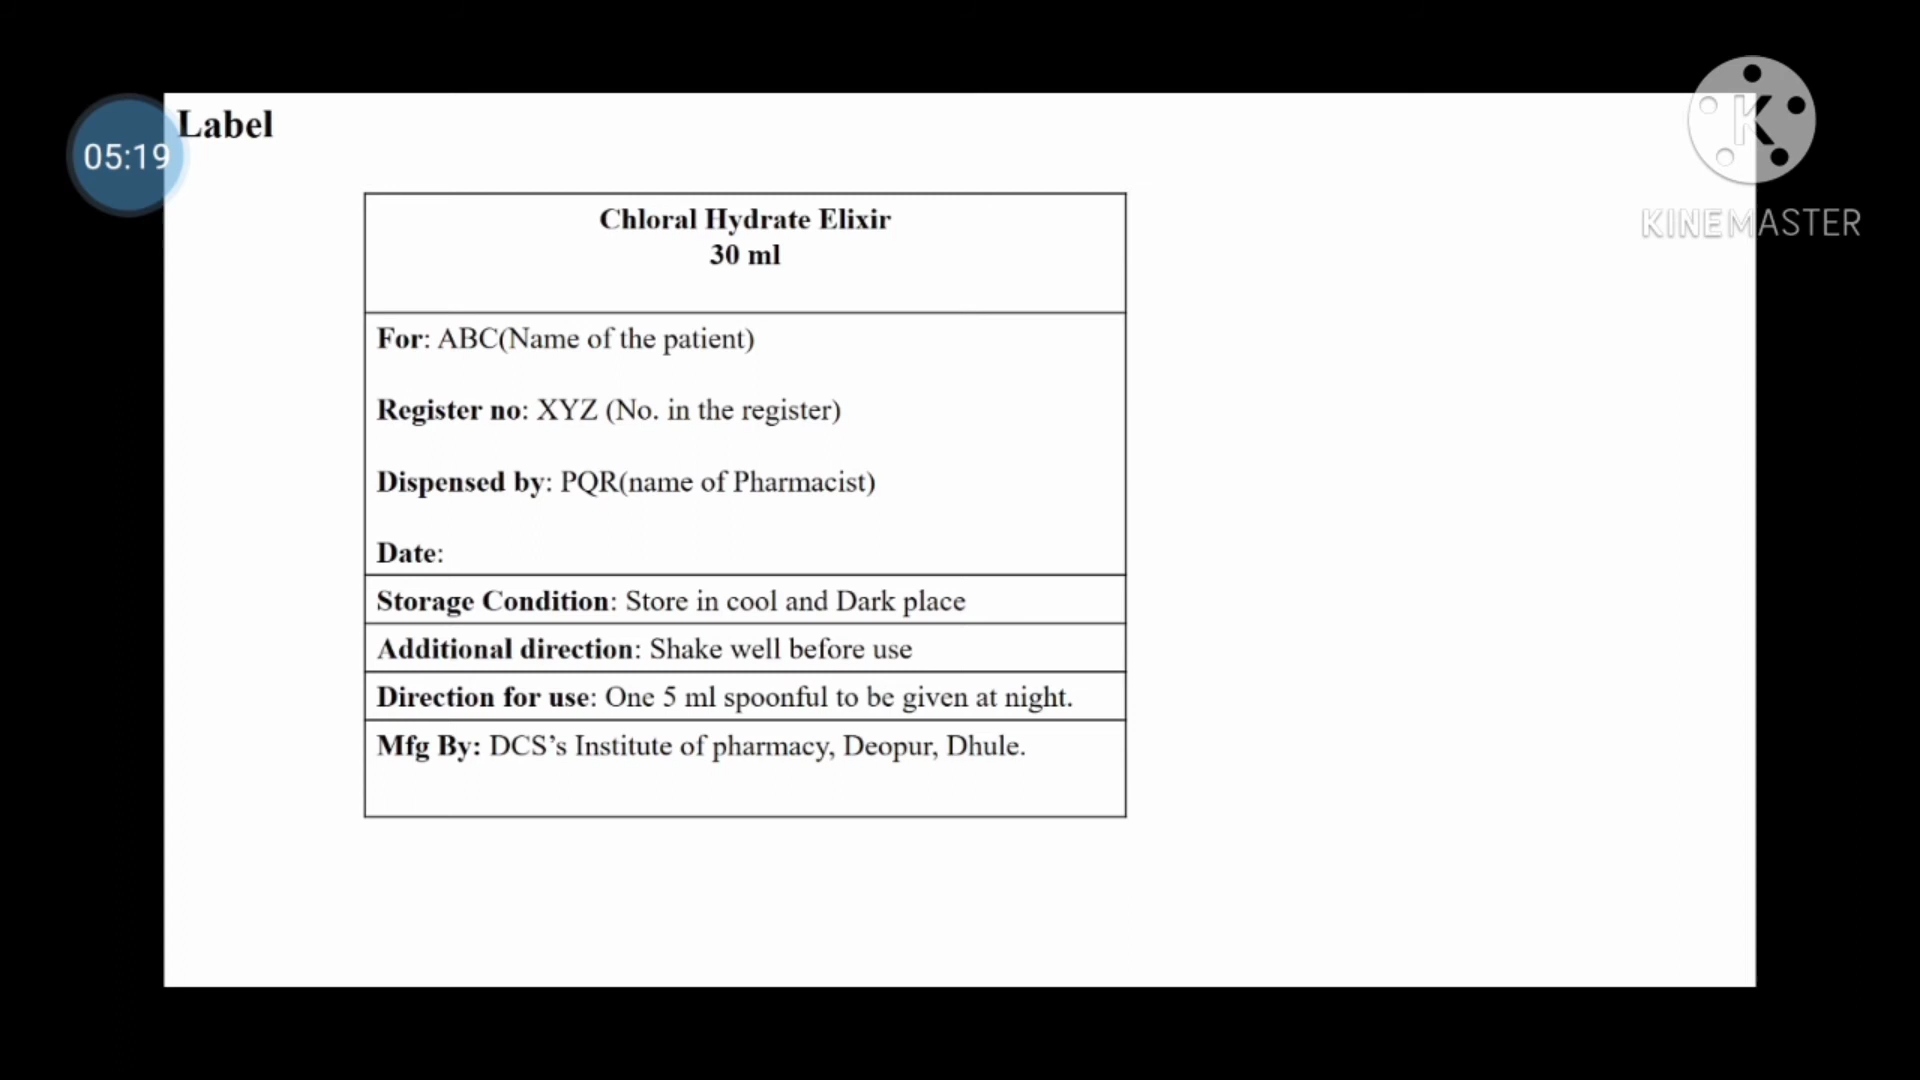 Label
05:19
KINEMASTER
Chloral Hydrate Elixir
30 ml
For: ABC(Name of the patient)
Register no: XYZ (No. in the register)
Dispensed by: PQR(name of Pharmacist)
Date:
Storage Condition: Store in cool and Dark place
Additional direction: Shake well before use
Direction for use: One 5 ml spoonful to be given at night.
Mfg By: DCS’s Institute of pharmacy, Deopur, Dhule.